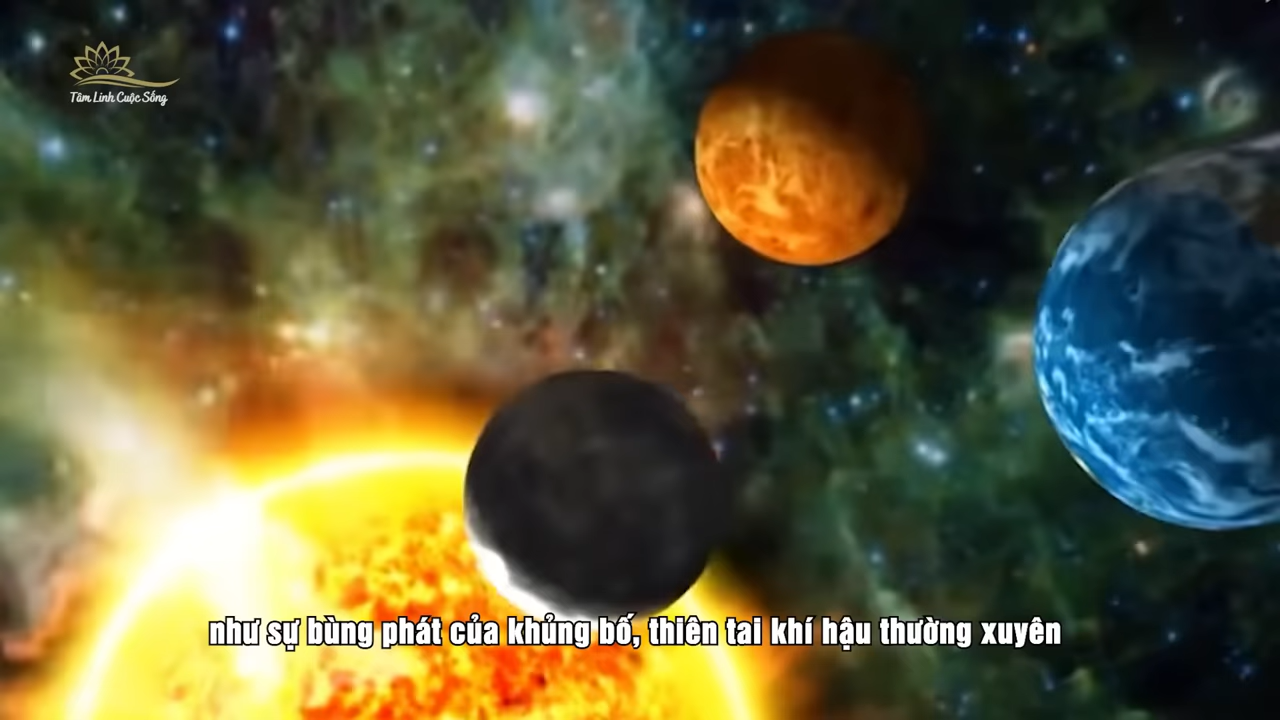 Tâm Linh Cuộc Sống
như sự bùng phát của khủng bố, thiên tai khí hậu thường xuyên